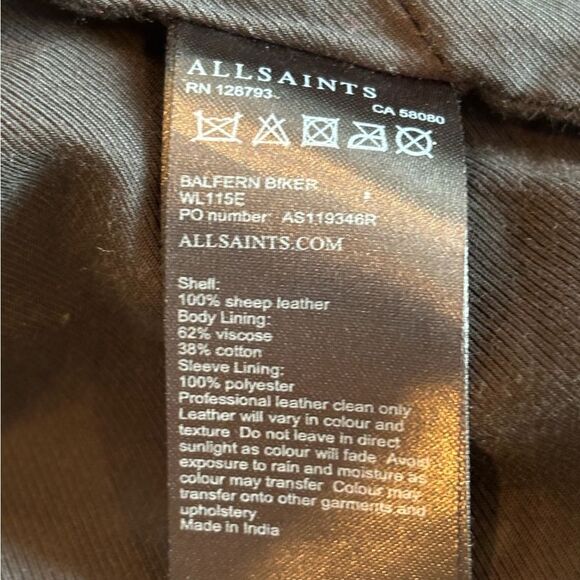 ALLSAINTS
RN 128793
CA 58080
BALFERN BIKER
WL115E
PO number: AS119346R
ALLSAINTS.COM
Shell:
100% sheep leather
Body Lining:
62% viscose
38% cotton
Sleeve Lining:
100% polyester
Professional leather clean only
Leather will vary in colour and
texture Do not leave in direct
sunlight as colour will fade Avoid
exposure to rain and moisture as
colour may transfer Colour may
transfer onto other garments and
upholstery
Made in India